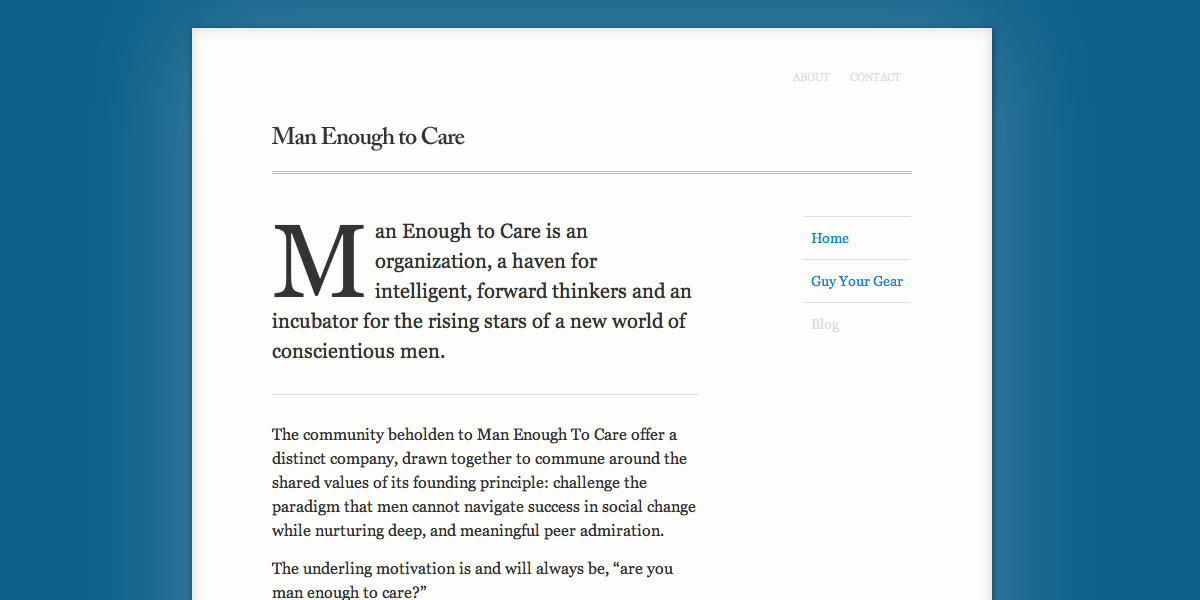 ABOUT CONTACT
Man Enough to Care
Man Enough to Care is an
organization, a haven for
intelligent, forward thinkers and an
incubator for the rising stars of a new world of
conscientious men.
Home
Guy Your Gear
Blog
The community beholden to Man Enough To Care offer a
distinct company, drawn together to commune around the
shared values of its founding principle: challenge the
paradigm that men cannot navigate success in social change
while nurturing deep, and meaningful peer admiration.
The underling motivation is and will always be, “are you
man enough to care?”